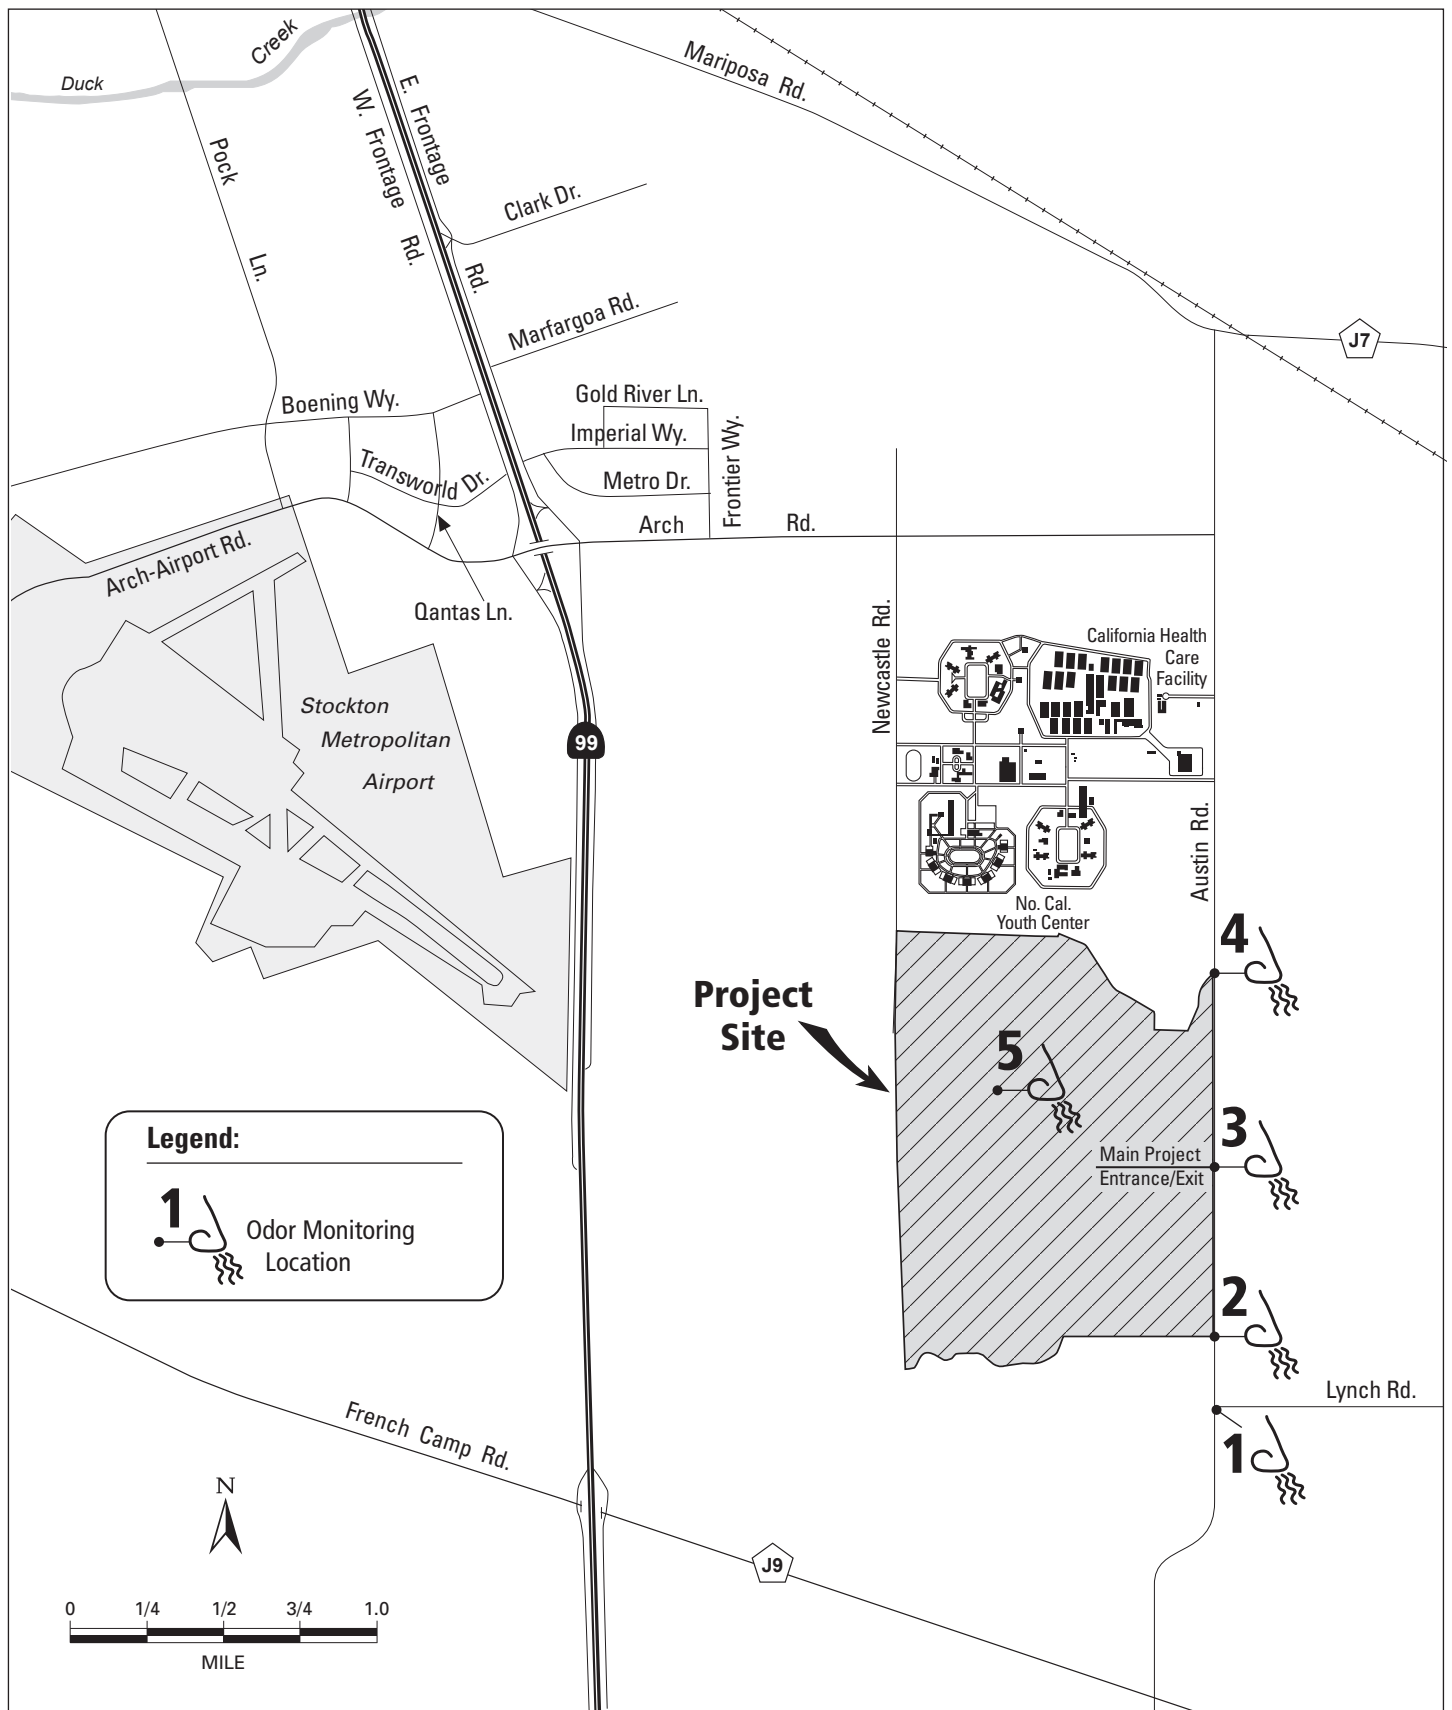 Creek
Duck
Mariposa Rd.
E. Frontage Rd.
W. Frontage Rd.
Pock Ln.
Clark Dr.
Marfargoa Rd.
J7
Boening Wy.
Gold River Ln.
Imperial Wy.
Transworld Dr.
Metro Dr.
Frontier Wy.
Arch Rd.
Arch-Airport Rd.
Qantas Ln.
Newcastle Rd.
California Health
Care
Facility
Stockton
Metropolitan
Airport
99
Austin Rd.
No. Cal.
Youth Center
4
Project
Site
5
3
Main Project
Entrance/Exit
Legend:
1
Odor Monitoring
Location
2
Lynch Rd.
1
French Camp Rd.
N
J9
0 1/4 1/2 3/4 1.0
MILE